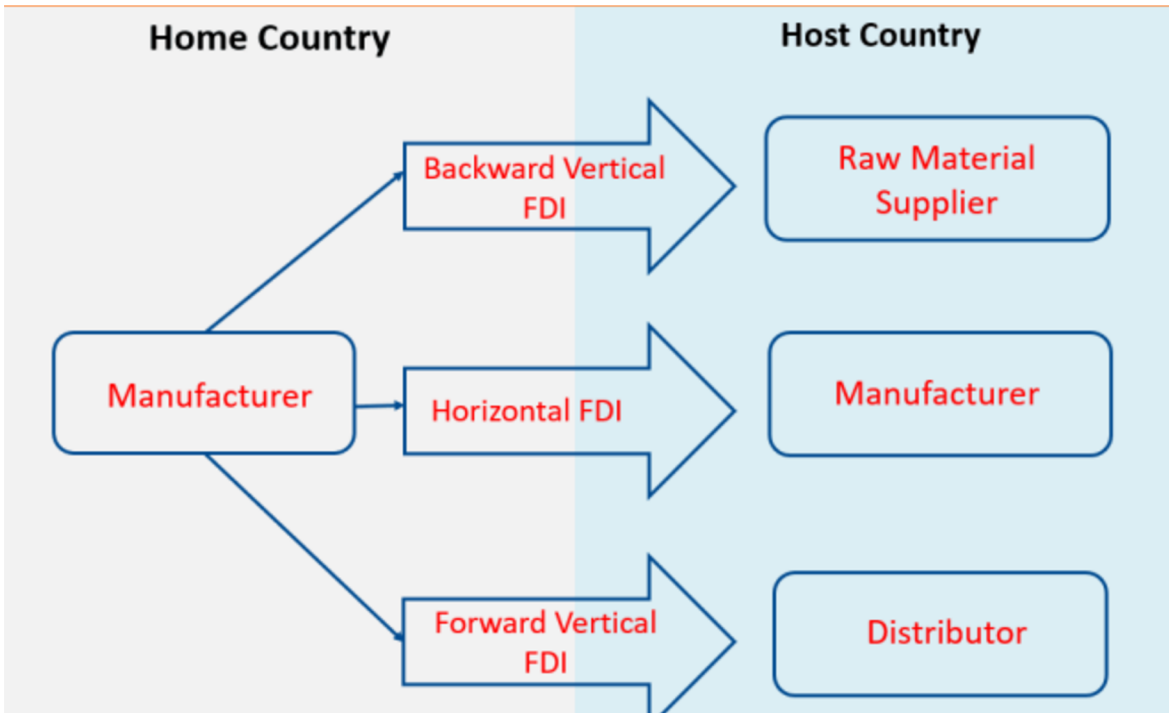 Home Country
Host Country
Backward Vertical
FDI
Raw Material
Supplier
Manufacturer
Horizontal FDI
Manufacturer
Forward Vertical
FDI
Distributor